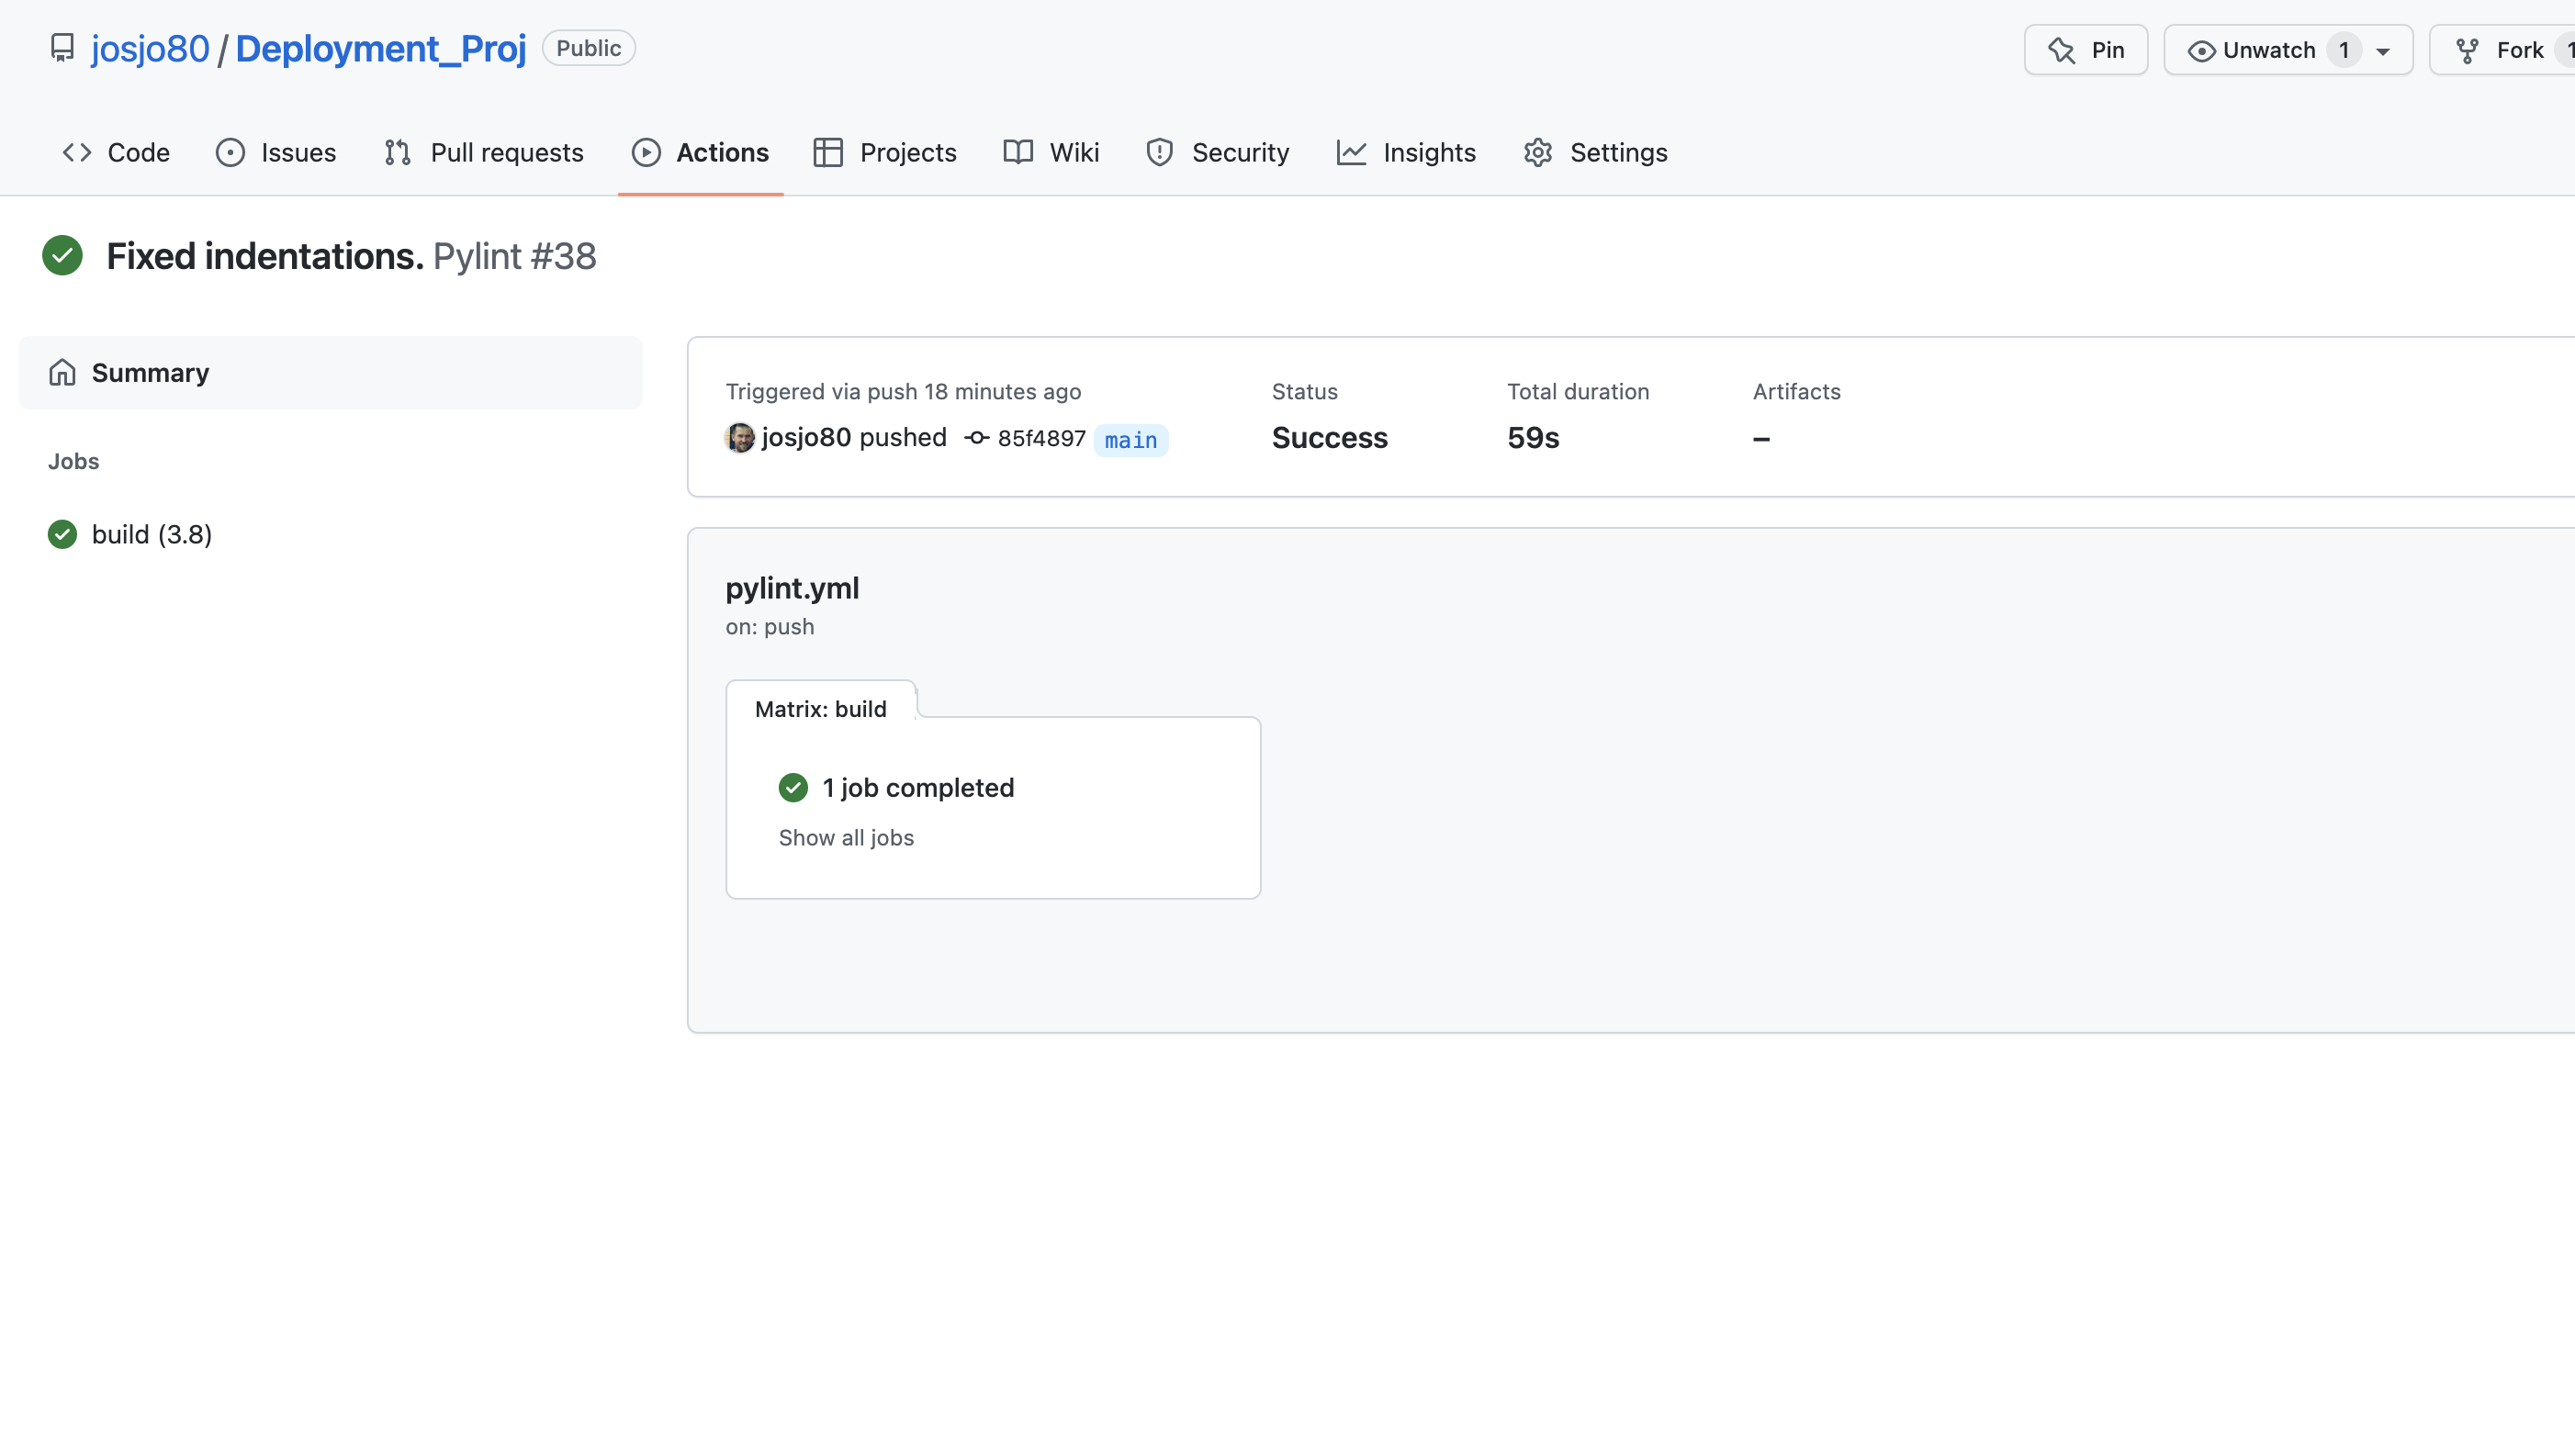 josjo80 / Deployment_Proj Public
Pin Unwatch 1 Fork
Code Issues Pull requests Actions Projects Wiki Security Insights Settings
Fixed indentations. Pylint #38
Summary
Jobs
build (3.8)
Triggered via push 18 minutes ago
josjo80 pushed 85f4897 main
Status
Success
Total duration
59s
Artifacts
–
pylint.yml
on: push
Matrix: build
1 job completed
Show all jobs